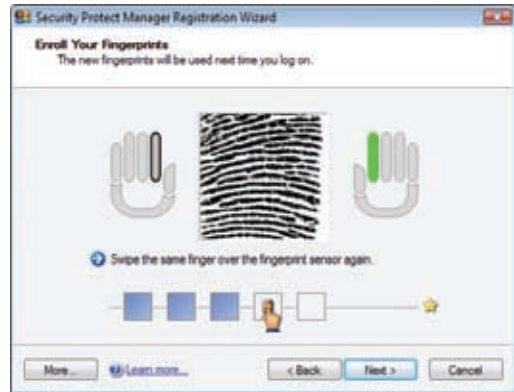 Security Protect Manager Registration Wizard
Enroll Your Fingerprints
The new fingerprints will be used next time you log on.
Swipe the same finger over the fingerprint sensor again.
More... Learn more... < Back Next > Cancel